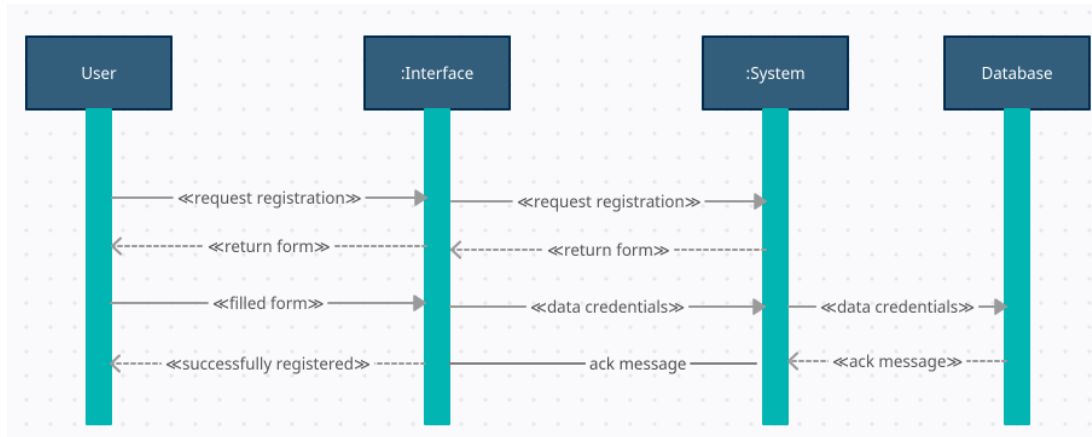 User
:Interface
:System
Database
≪request registration≫
≪request registration≫
≪return form≫
≪return form≫
≪filled form≫
≪data credentials≫
≪data credentials≫
≪successfully registered≫
ack message
≪ack message≫